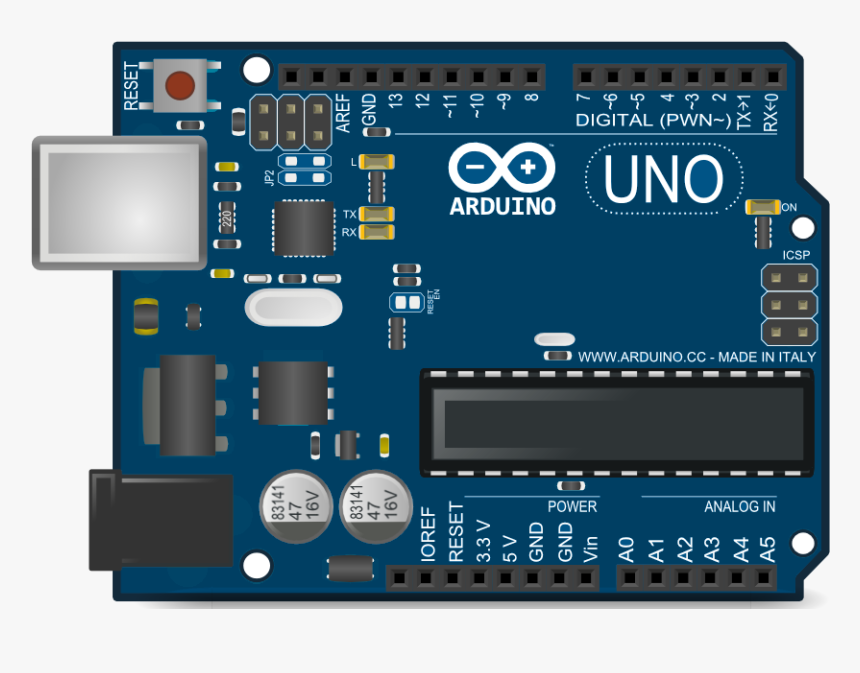 RESET
AREF
GND
13
12
~11
~10
~9
8
7
~6
~5
4
~3
2
TX→1
RX←0
DIGITAL (PWN~)
JP2
L
TX
RX
220
ARDUINO
™
UNO
ON
ICSP
RESET
EN
WWW.ARDUINO.CC - MADE IN ITALY
83141
47
16V
83141
47
16V
POWER
ANALOG IN
IOREF
RESET
3.3 V
5 V
GND
GND
Vin
A0
A1
A2
A3
A4
A5